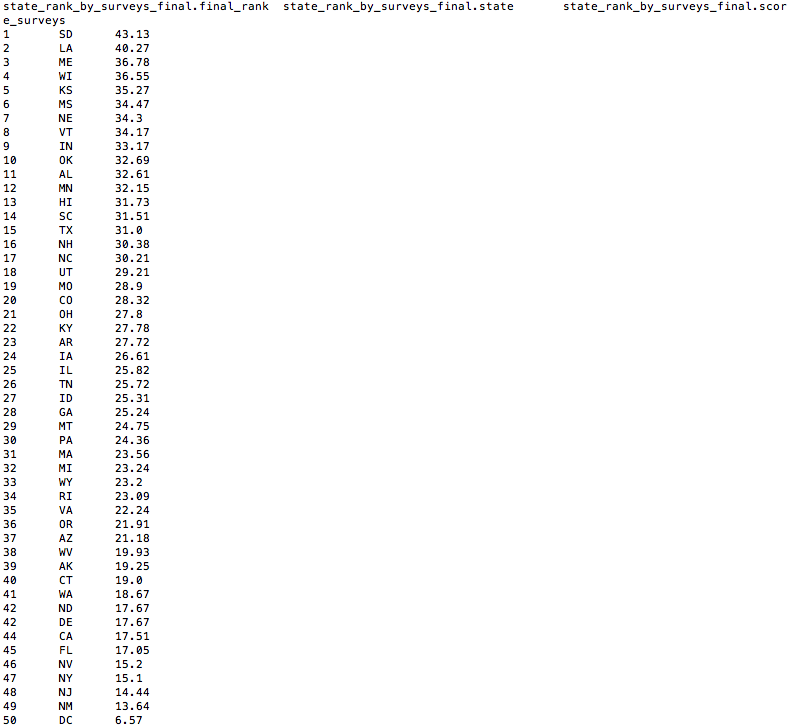 state_rank_by_surveys_final.final_rank state_rank_by_surveys_final.state state_rank_by_surveys_final.scor
e_surveys
1 SD 43.13
2 LA 40.27
3 ME 36.78
4 WI 36.55
5 KS 35.27
6 MS 34.47
7 NE 34.3
8 VT 34.17
9 IN 33.17
10 OK 32.69
11 AL 32.61
12 MN 32.15
13 HI 31.73
14 SC 31.51
15 TX 31.0
16 NH 30.38
17 NC 30.21
18 UT 29.21
19 MO 28.9
20 CO 28.32
21 OH 27.8
22 KY 27.78
23 AR 27.72
24 IA 26.61
25 IL 25.82
26 TN 25.72
27 ID 25.31
28 GA 25.24
29 MT 24.75
30 PA 24.36
31 MA 23.56
32 MI 23.24
33 WY 23.2
34 RI 23.09
35 VA 22.24
36 OR 21.91
37 AZ 21.18
38 WV 19.93
39 AK 19.25
40 CT 19.0
41 WA 18.67
42 ND 17.67
42 DE 17.67
44 CA 17.51
45 FL 17.05
46 NV 15.2
47 NY 15.1
48 NJ 14.44
49 NM 13.64
50 DC 6.57